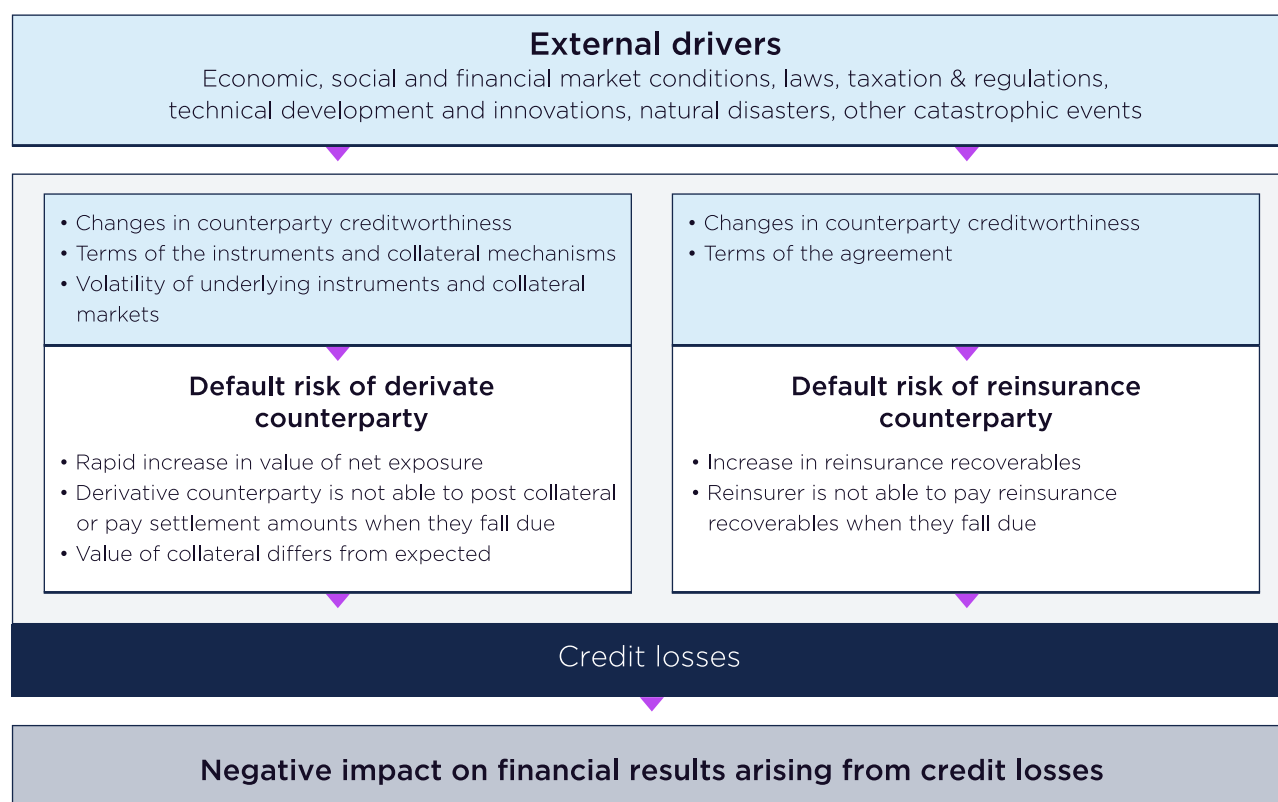 External drivers
Economic, social and financial market conditions, laws, taxation & regulations,
technical development and innovations, natural disasters, other catastrophic events
• Changes in counterparty creditworthiness
• Terms of the instruments and collateral mechanisms
• Volatility of underlying instruments and collateral
markets
Default risk of derivate
counterparty
• Rapid increase in value of net exposure
• Derivative counterparty is not able to post collateral
or pay settlement amounts when they fall due
• Value of collateral differs from expected
• Changes in counterparty creditworthiness
• Terms of the agreement
Default risk of reinsurance
counterparty
• Increase in reinsurance recoverables
• Reinsurer is not able to pay reinsurance
recoverables when they fall due
Credit losses
Negative impact on financial results arising from credit losses